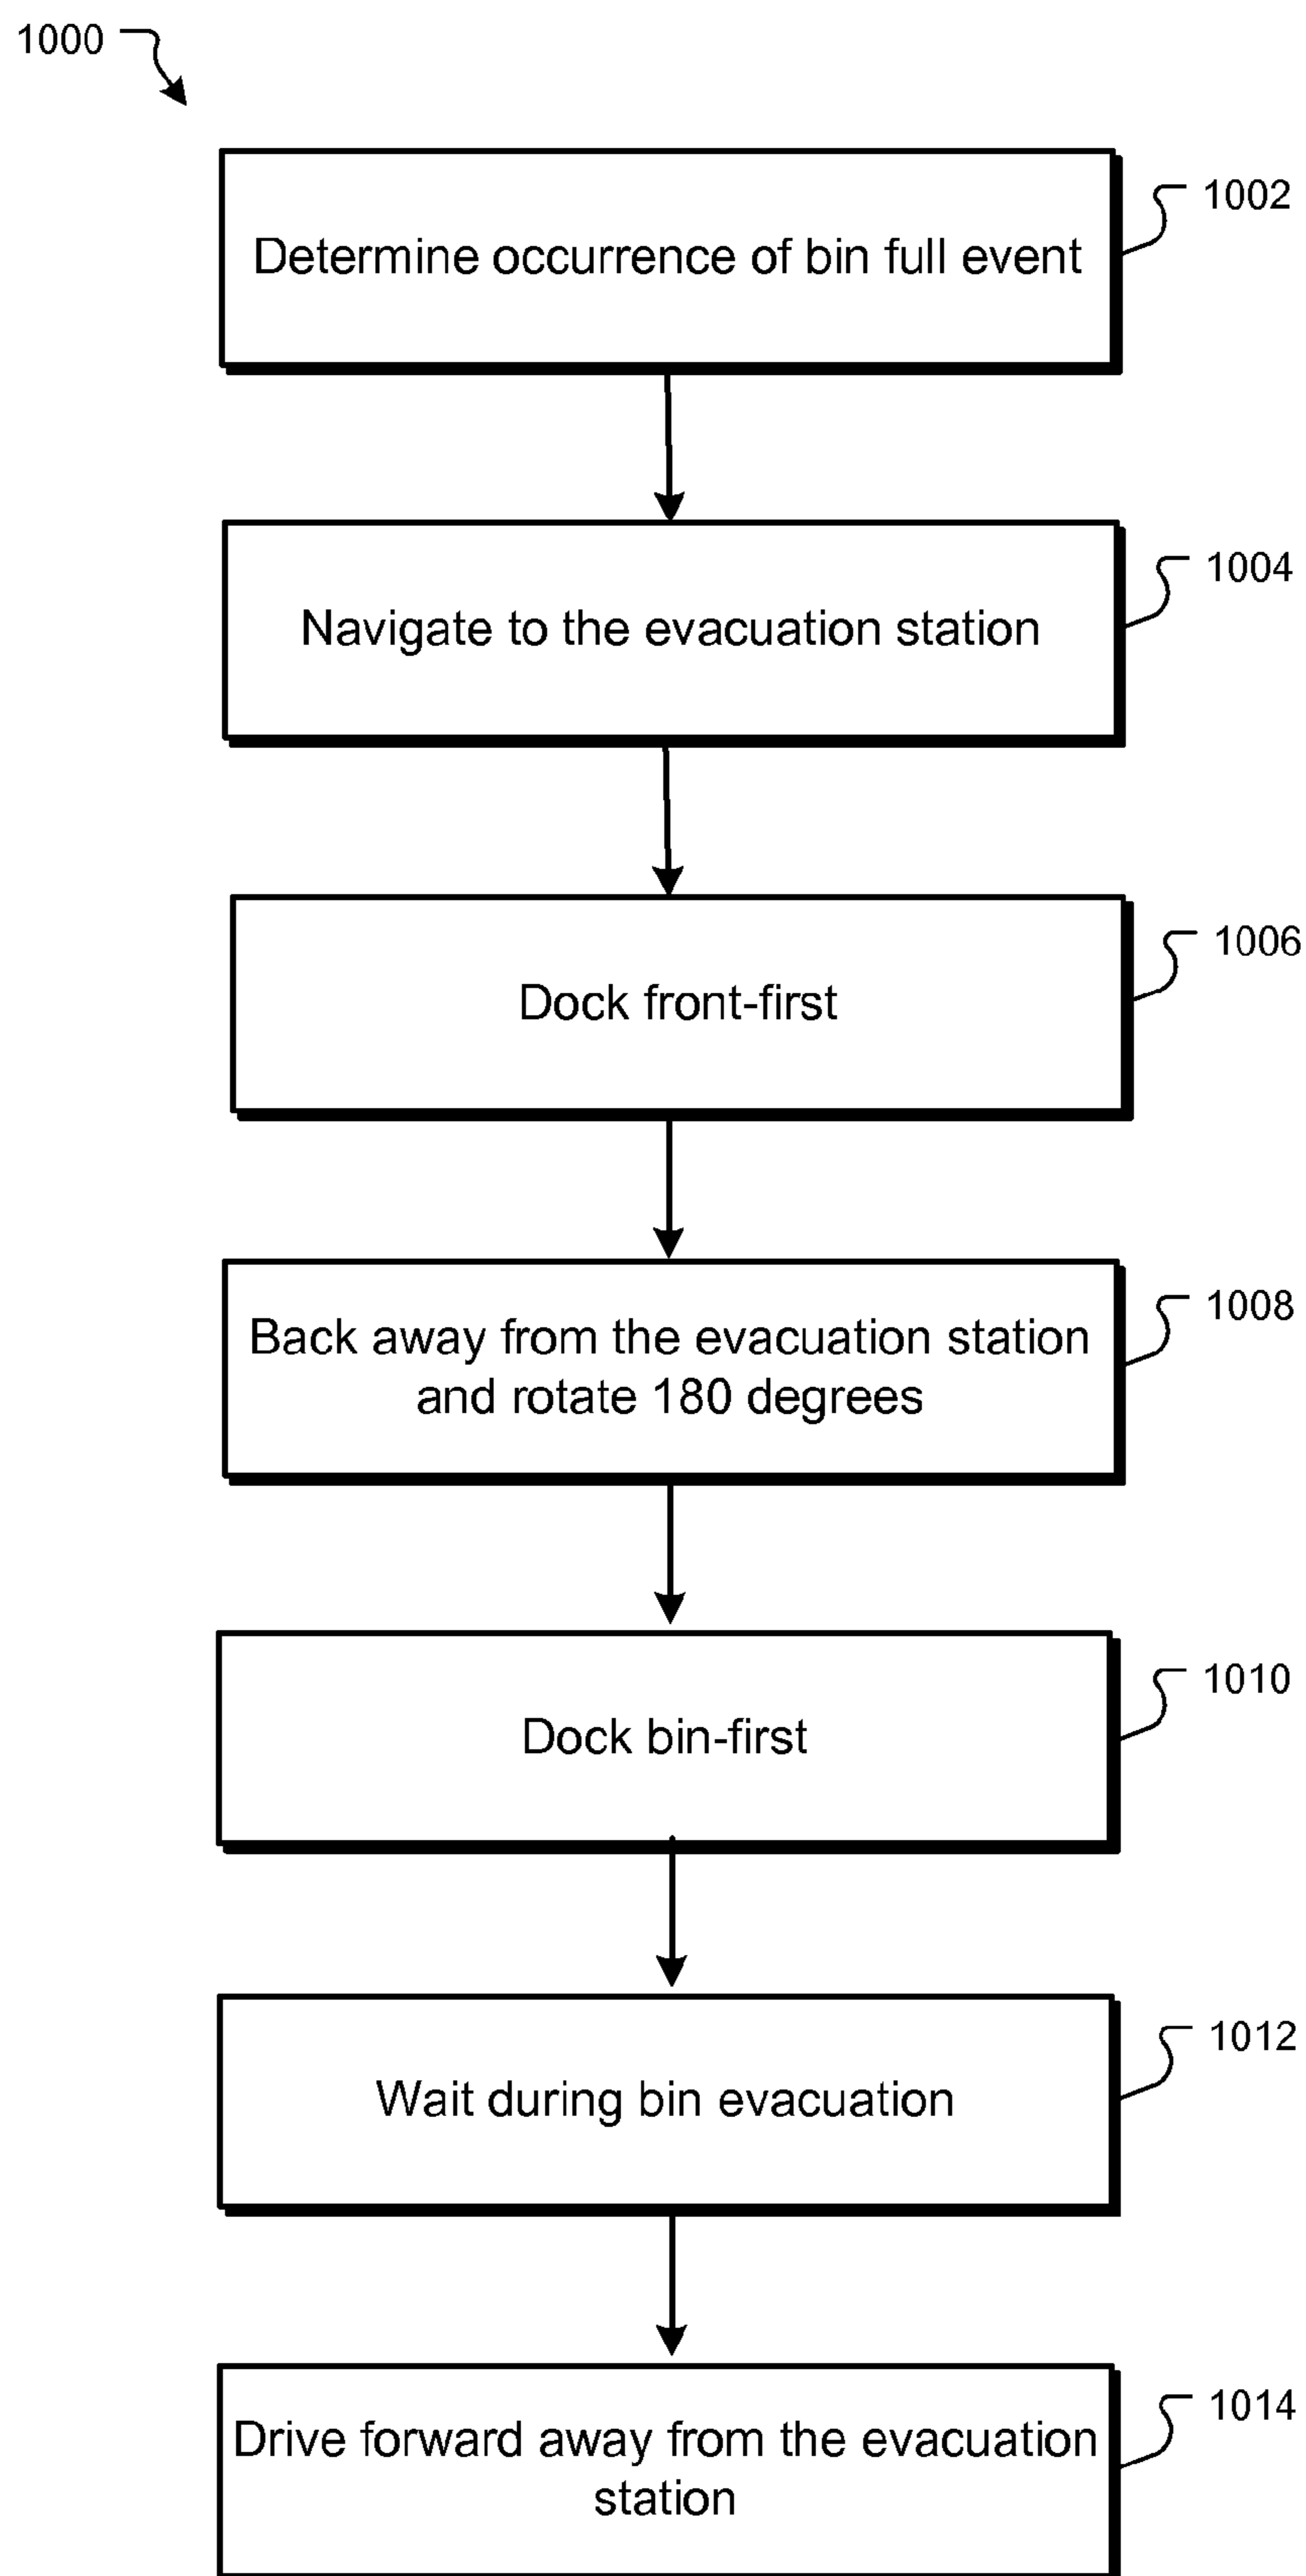 1000
1002
Determine occurrence of bin full event
1004
Navigate to the evacuation station
1006
Dock front-first
1008
Back away from the evacuation station
and rotate 180 degrees
1010
Dock bin-first
1012
Wait during bin evacuation
1014
Drive forward away from the evacuation
station